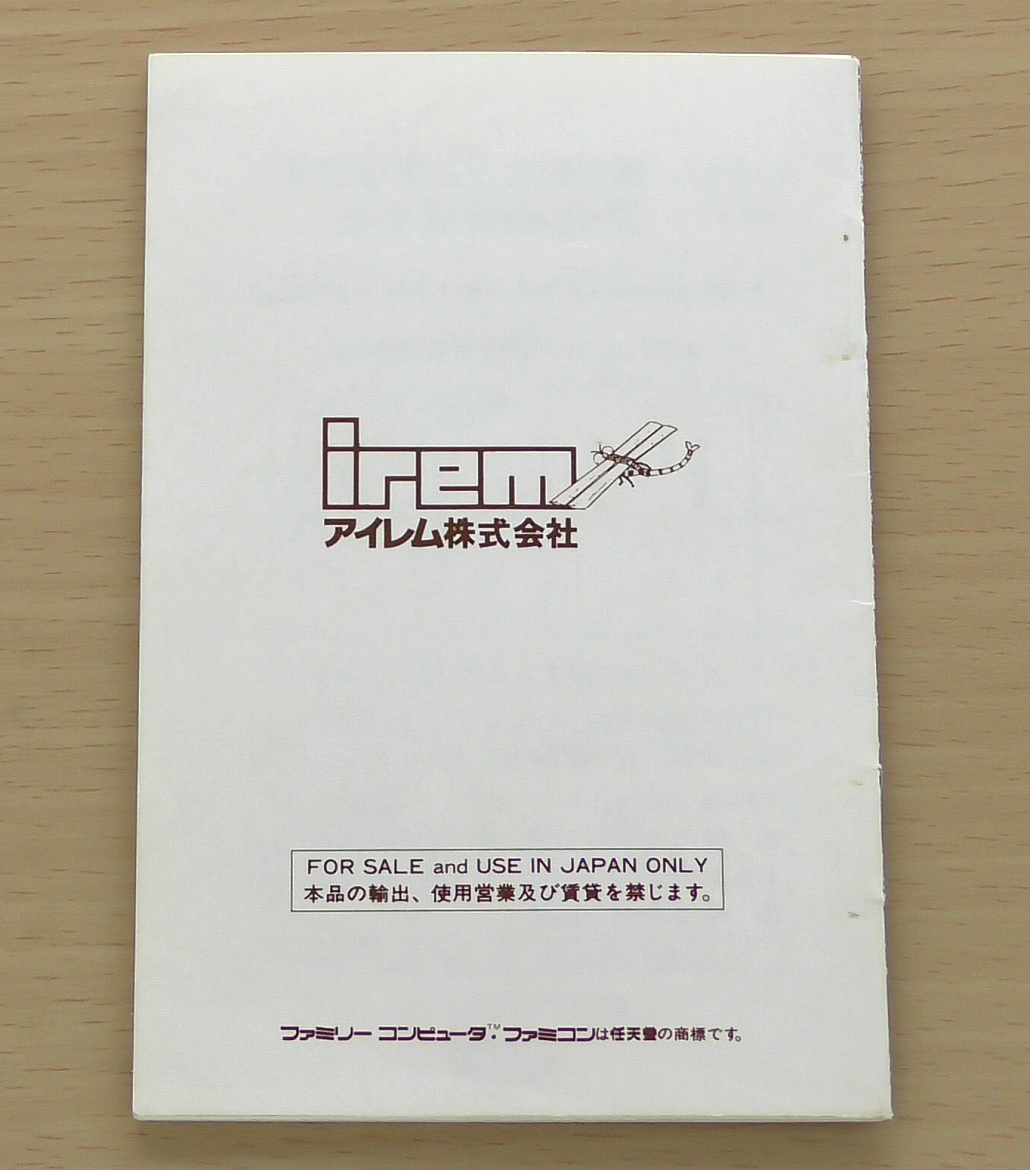 irem
アイレム株式会社
FOR SALE and USE IN JAPAN ONLY
本品の輸出、使用営業及び賃貸を禁じます。
ファミリー コンピュータ™・ファミコンは任天堂の商標です。